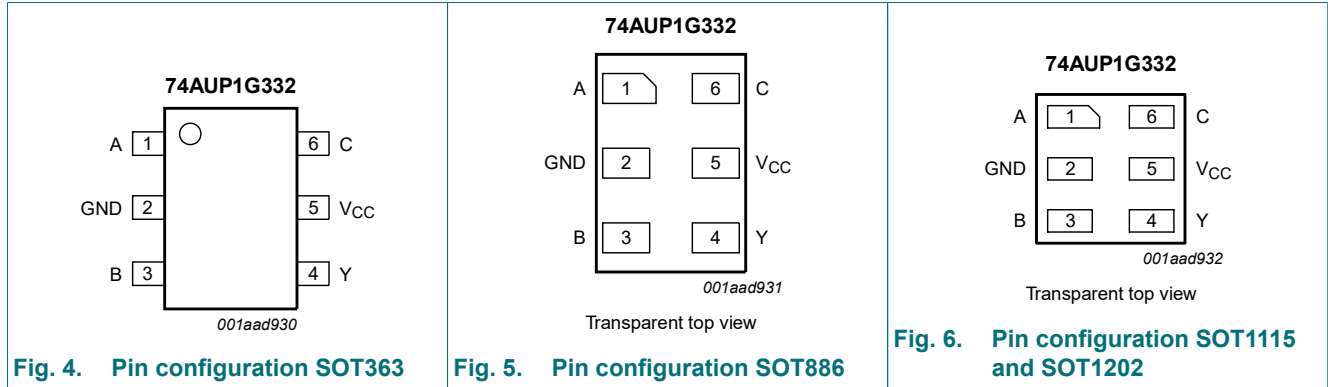 74AUP1G332
A 1 6 C
GND 2 5 VCC
B 3 4 Y
001aad930
Fig. 4. Pin configuration SOT363
74AUP1G332
A 1 6 C
GND 2 5 VCC
B 3 4 Y
001aad931
Transparent top view
Fig. 5. Pin configuration SOT886
74AUP1G332
A 1 6 C
GND 2 5 VCC
B 3 4 Y
001aad932
Transparent top view
Fig. 6. Pin configuration SOT1115
and SOT1202